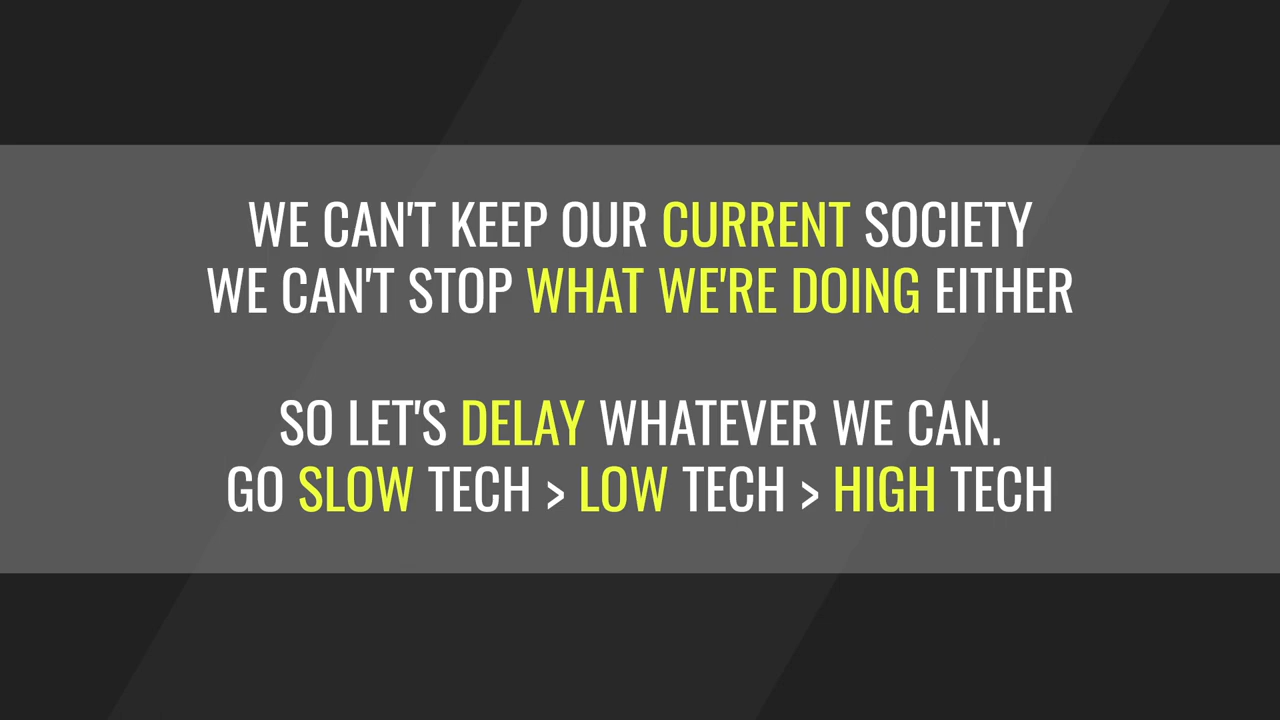 WE CAN'T KEEP OUR CURRENT SOCIETY
WE CAN'T STOP WHAT WE'RE DOING EITHER
SO LET'S DELAY WHATEVER WE CAN.
GO SLOW TECH > LOW TECH > HIGH TECH